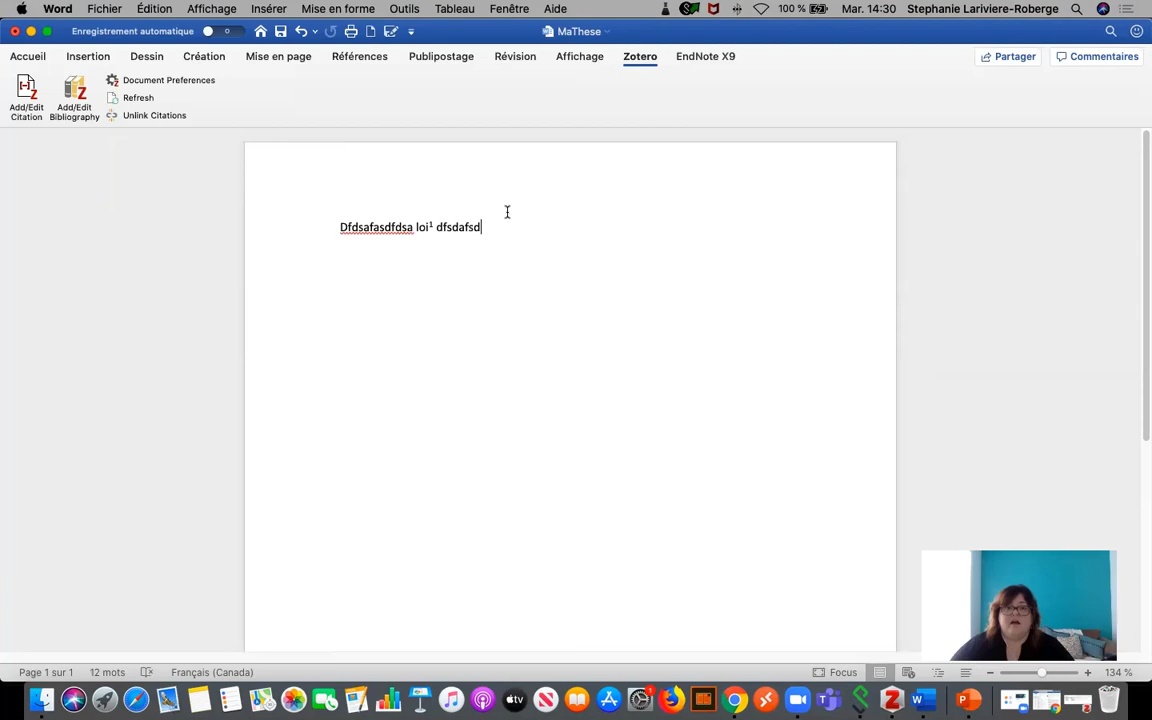 Word Fichier Édition Affichage Insérer Mise en forme Outils Tableau Fenêtre Aide 100 % Mar. 14:30 Stephanie Lariviere-Roberge
Enregistrement automatique 0 MaThese
Accueil Insertion Dessin Création Mise en page Références Publipostage Révision Affichage Zotero EndNote X9 Partager Commentaires
Document Preferences
Refresh
Add/Edit Citation
Add/Edit Bibliography
Unlink Citations
Dfdsafasdfdsa loi¹ dfsdafsd
Page 1 sur 1 12 mots Français (Canada) Focus 134 %